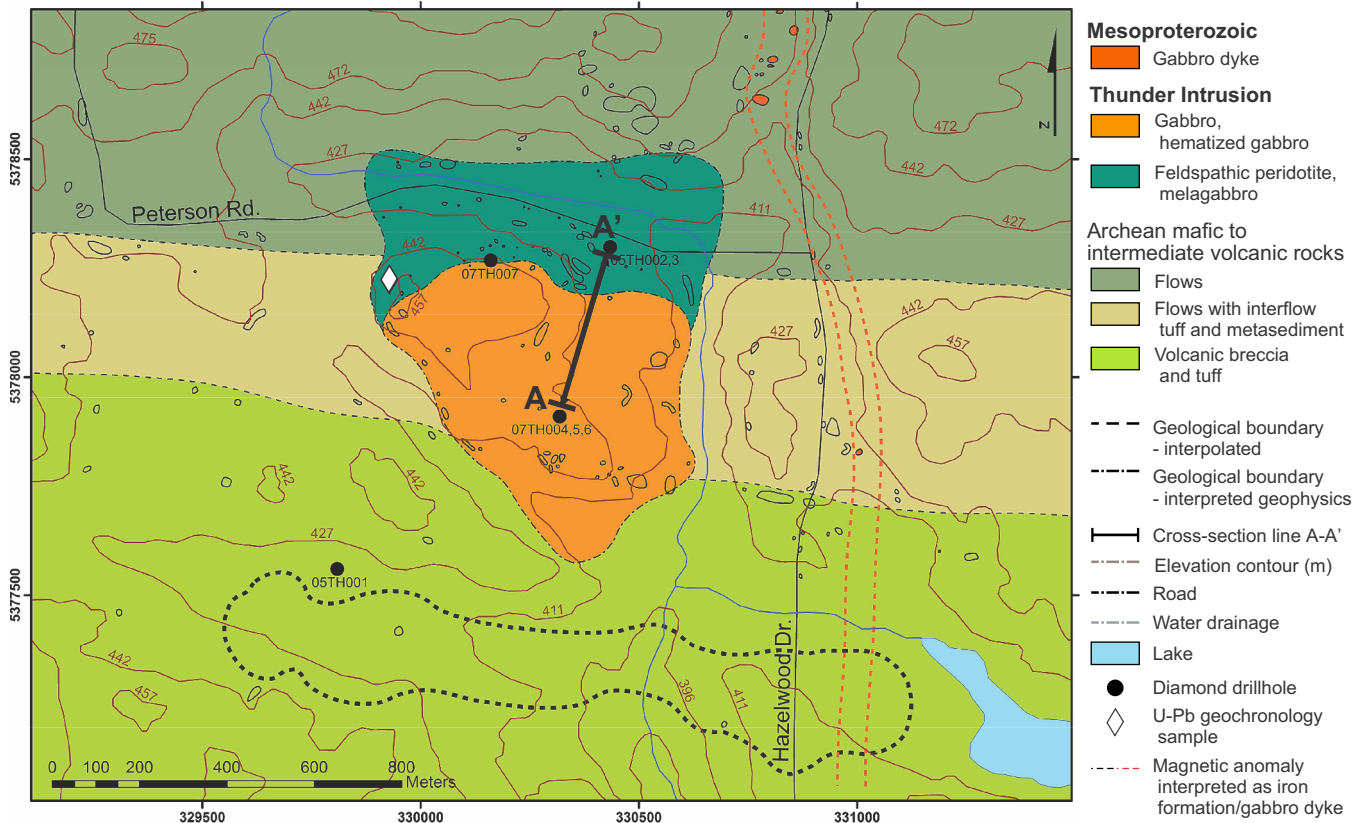 475
472
442
427
Peterson Rd.
411
472
442
427
442
A'
05TH002,3
07TH007
457
442
427
457
A
07TH004,5,6
442
442
427
05TH001
411
442
457
396
411
Hazelwood Dr.
0 100 200 400 600 800
Meters
5378500
5378000
5377500
329500 330000 330500 331000
Mesoproterozoic
Gabbro dyke
Thunder Intrusion
Gabbro,
hematized gabbro
Feldspathic peridotite,
melagabbro
Archean mafic to
intermediate volcanic rocks
Flows
Flows with interflow
tuff and metasediment
Volcanic breccia
and tuff
Geological boundary
- interpolated
Geological boundary
- interpreted geophysics
Cross-section line A-A'
Elevation contour (m)
Road
Water drainage
Lake
Diamond drillhole
U-Pb geochronology
sample
Magnetic anomaly
interpreted as iron
formation/gabbro dyke
N